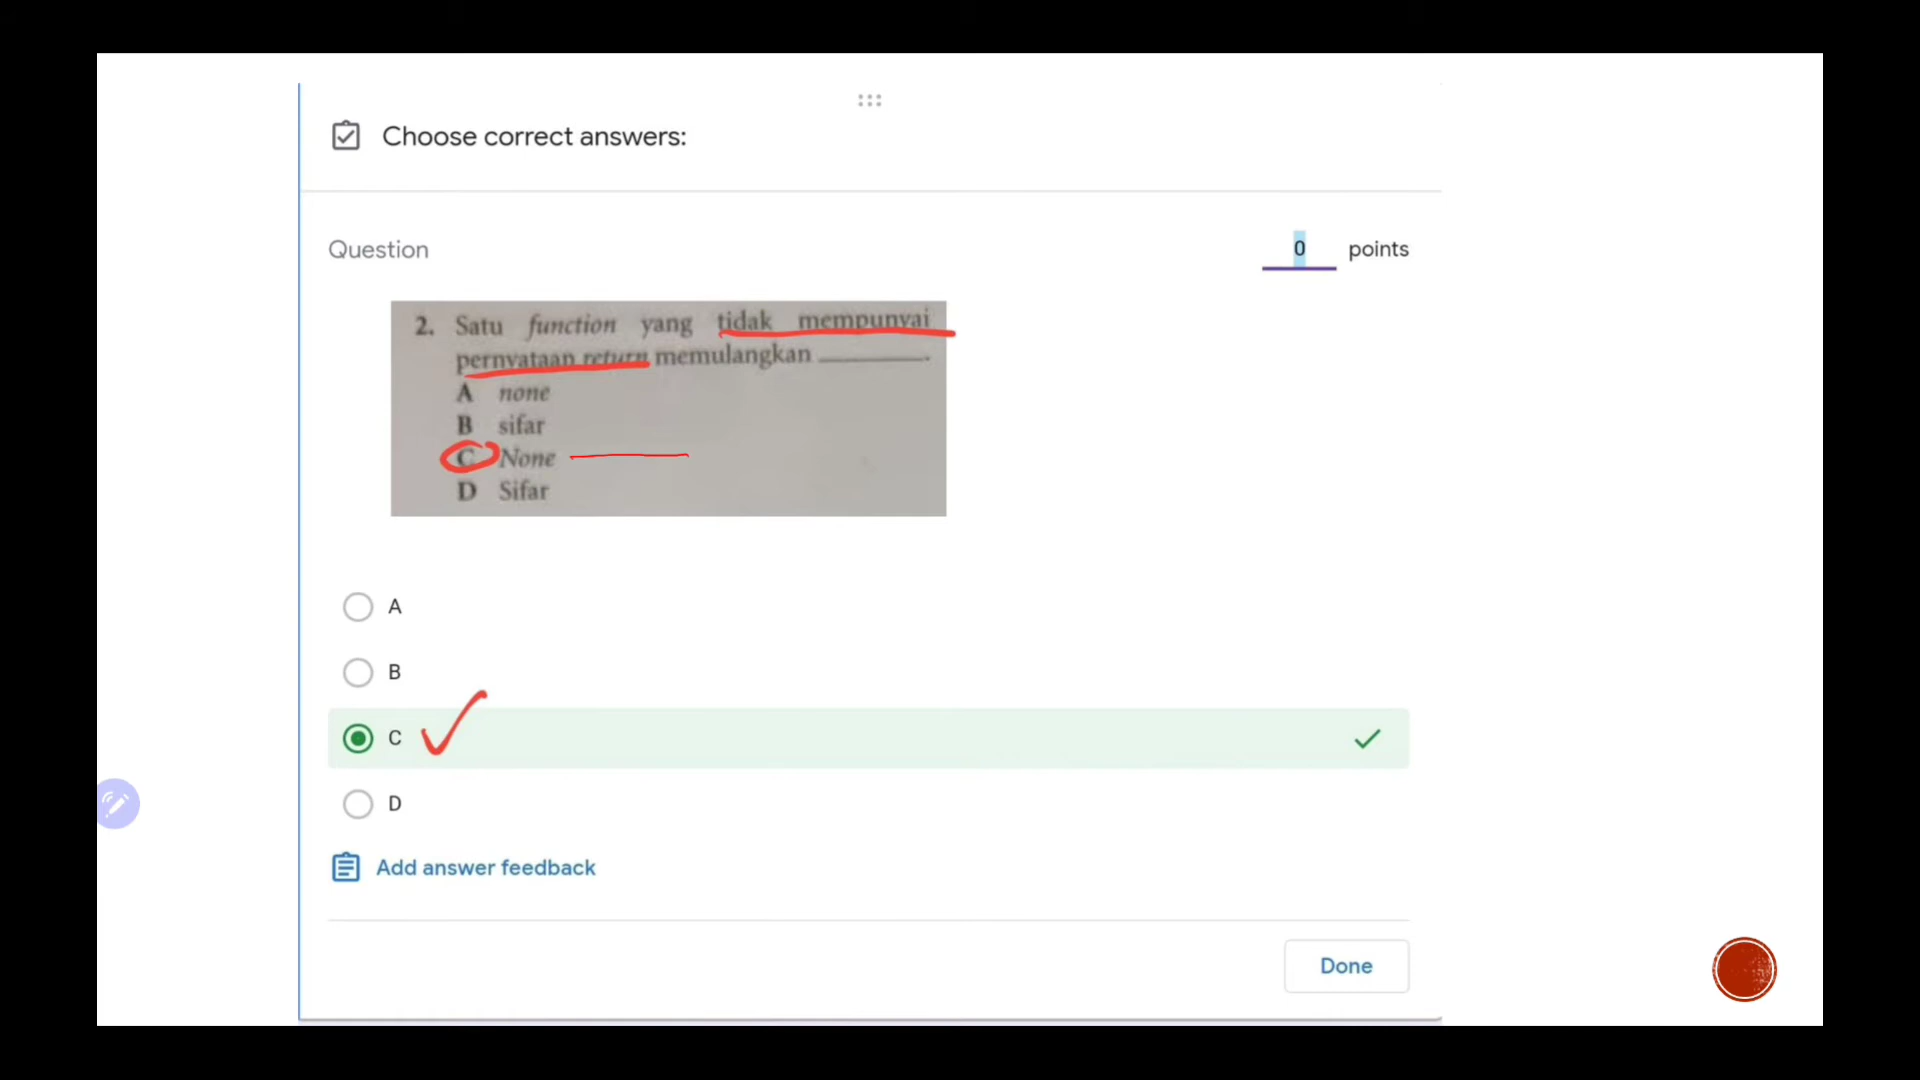 Choose correct answers:
Question
0 points
2. Satu function yang tidak mempunyai
pernyataan return memulangkan ________.
A none
B sifar
C None
D Sifar
A
B
C
D
Add answer feedback
Done